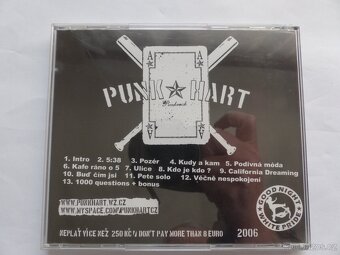 A
A
PUNK HART
1. Intro 2. 5:38 3. Pozér 4. Kudy a kam 5. Podivná móda
6. Kafe ráno o 5 7. Ulice 8. Kdo je kdo ? 9. California Dreaming
10. Buď čím jsi 11. Pete solo 12. Věčně nespokojení
13. 1000 questions + bonus
WWW.PUNKHART.WZ.CZ
WWW.MYSPACE.COM/PUNKHARTCZ
GOOD NIGHT
WHITE PRIDE
NEPLAŤ VÍCE NEŽ 250 KČ/ DON'T PAY MORE THAN 8 EURO 2006